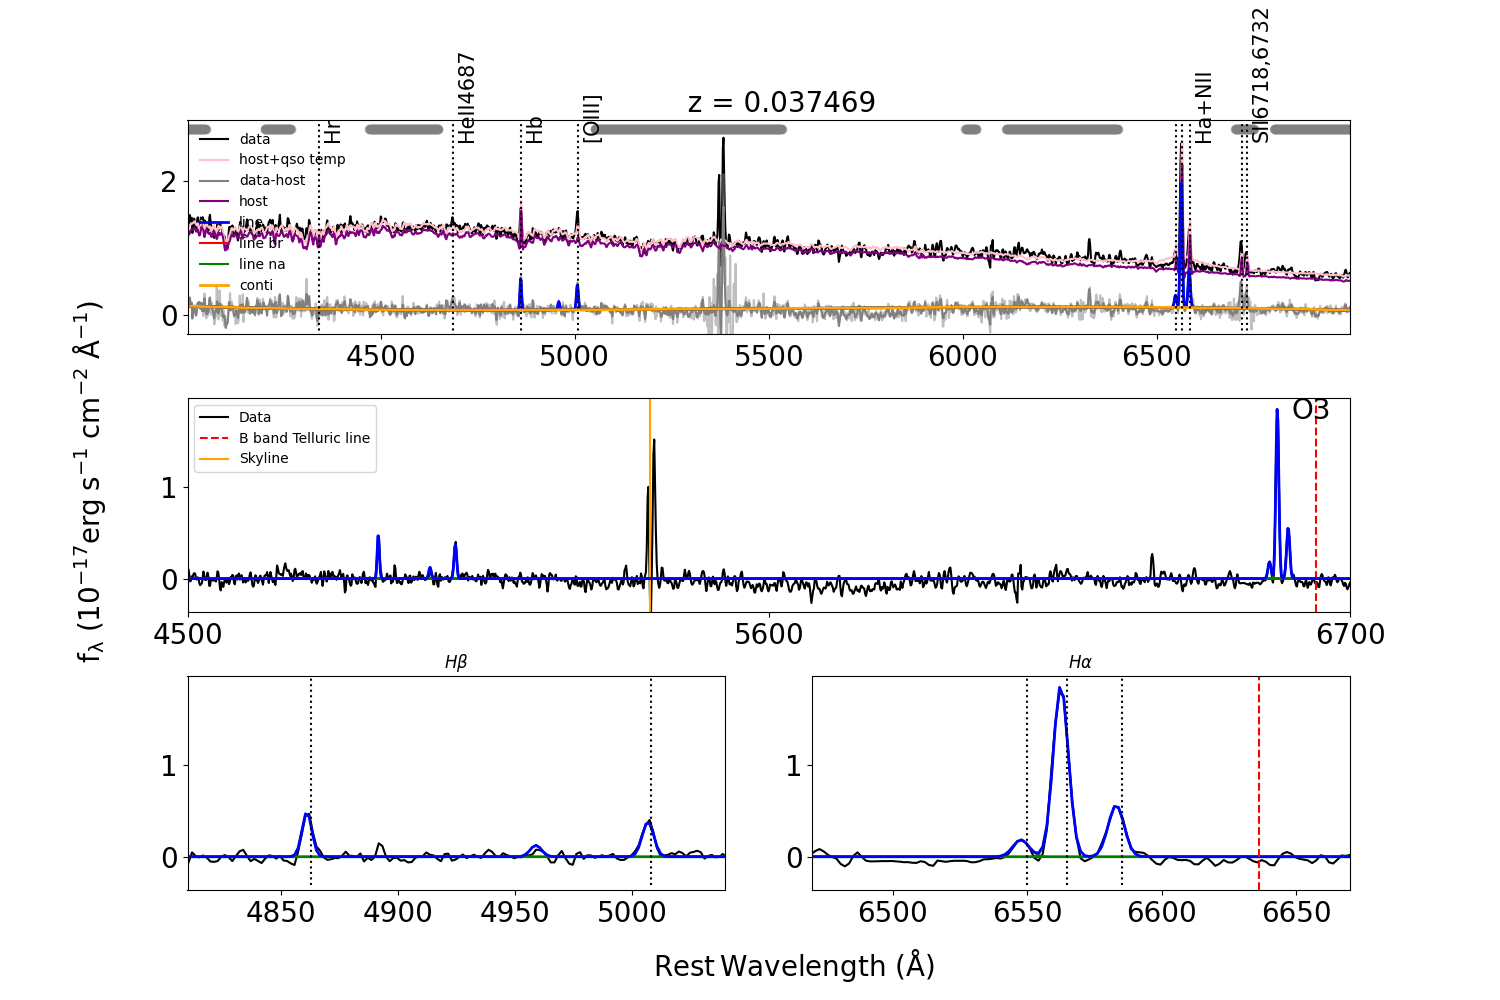 z = 0.037469
Hr
HeII4687
Hb
[OIII]
Ha+NII
SII6718,6732
data
host+qso temp
data-host
host
line
line br
line na
conti
2
0
4500 5000 5500 6000 6500
fλ (10⁻¹⁷erg s⁻¹ cm⁻² Å⁻¹)
Data
B band Telluric line
Skyline
O3
1
0
4500 5600 6700
Hβ
1
0
4850 4900 4950 5000
Hα
1
0
6500 6550 6600 6650
Rest Wavelength (Å)